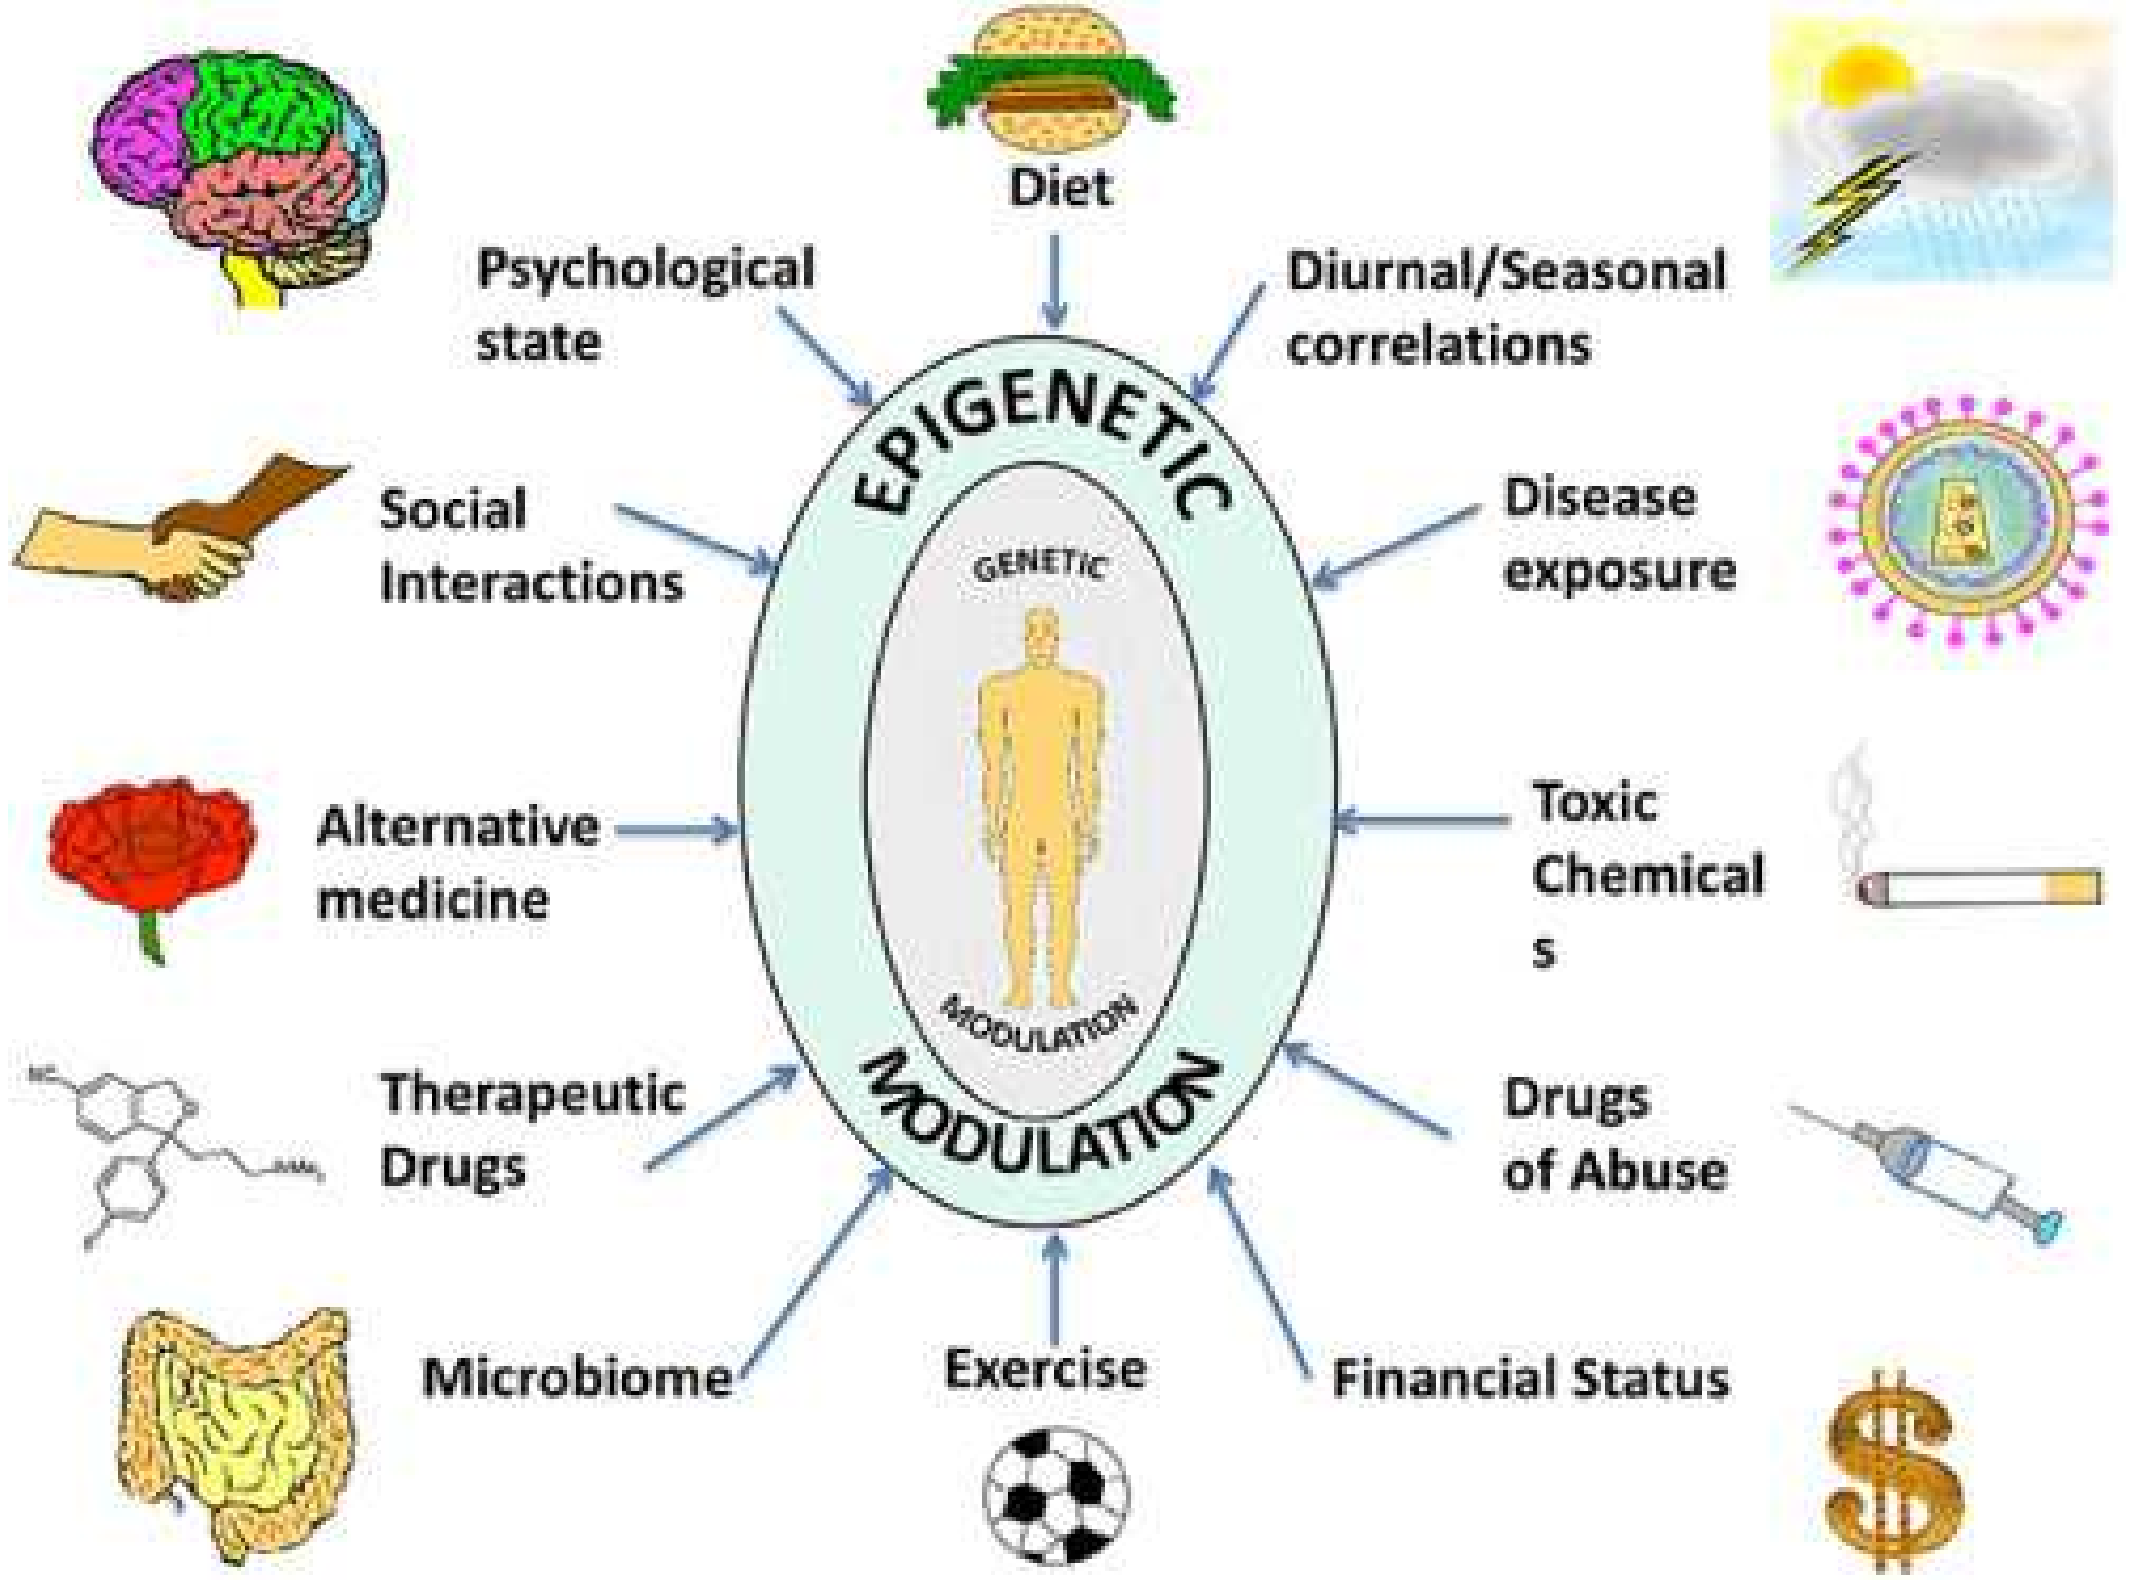 Diet
Psychological
state
Diurnal/Seasonal
correlations
EPIGENETIC
Social
Interactions
Disease
exposure
GENETIC
Alternative
medicine
Toxic
Chemical
s
MODULATION
MODULATION
Therapeutic
Drugs
Drugs
of Abuse
NC
Microbiome
Exercise
Financial Status